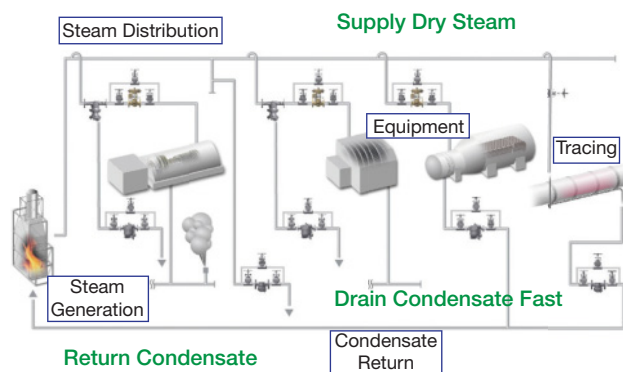 Steam Distribution
Supply Dry Steam
Equipment
Tracing
Steam
Generation
Drain Condensate Fast
Return Condensate
Condensate
Return